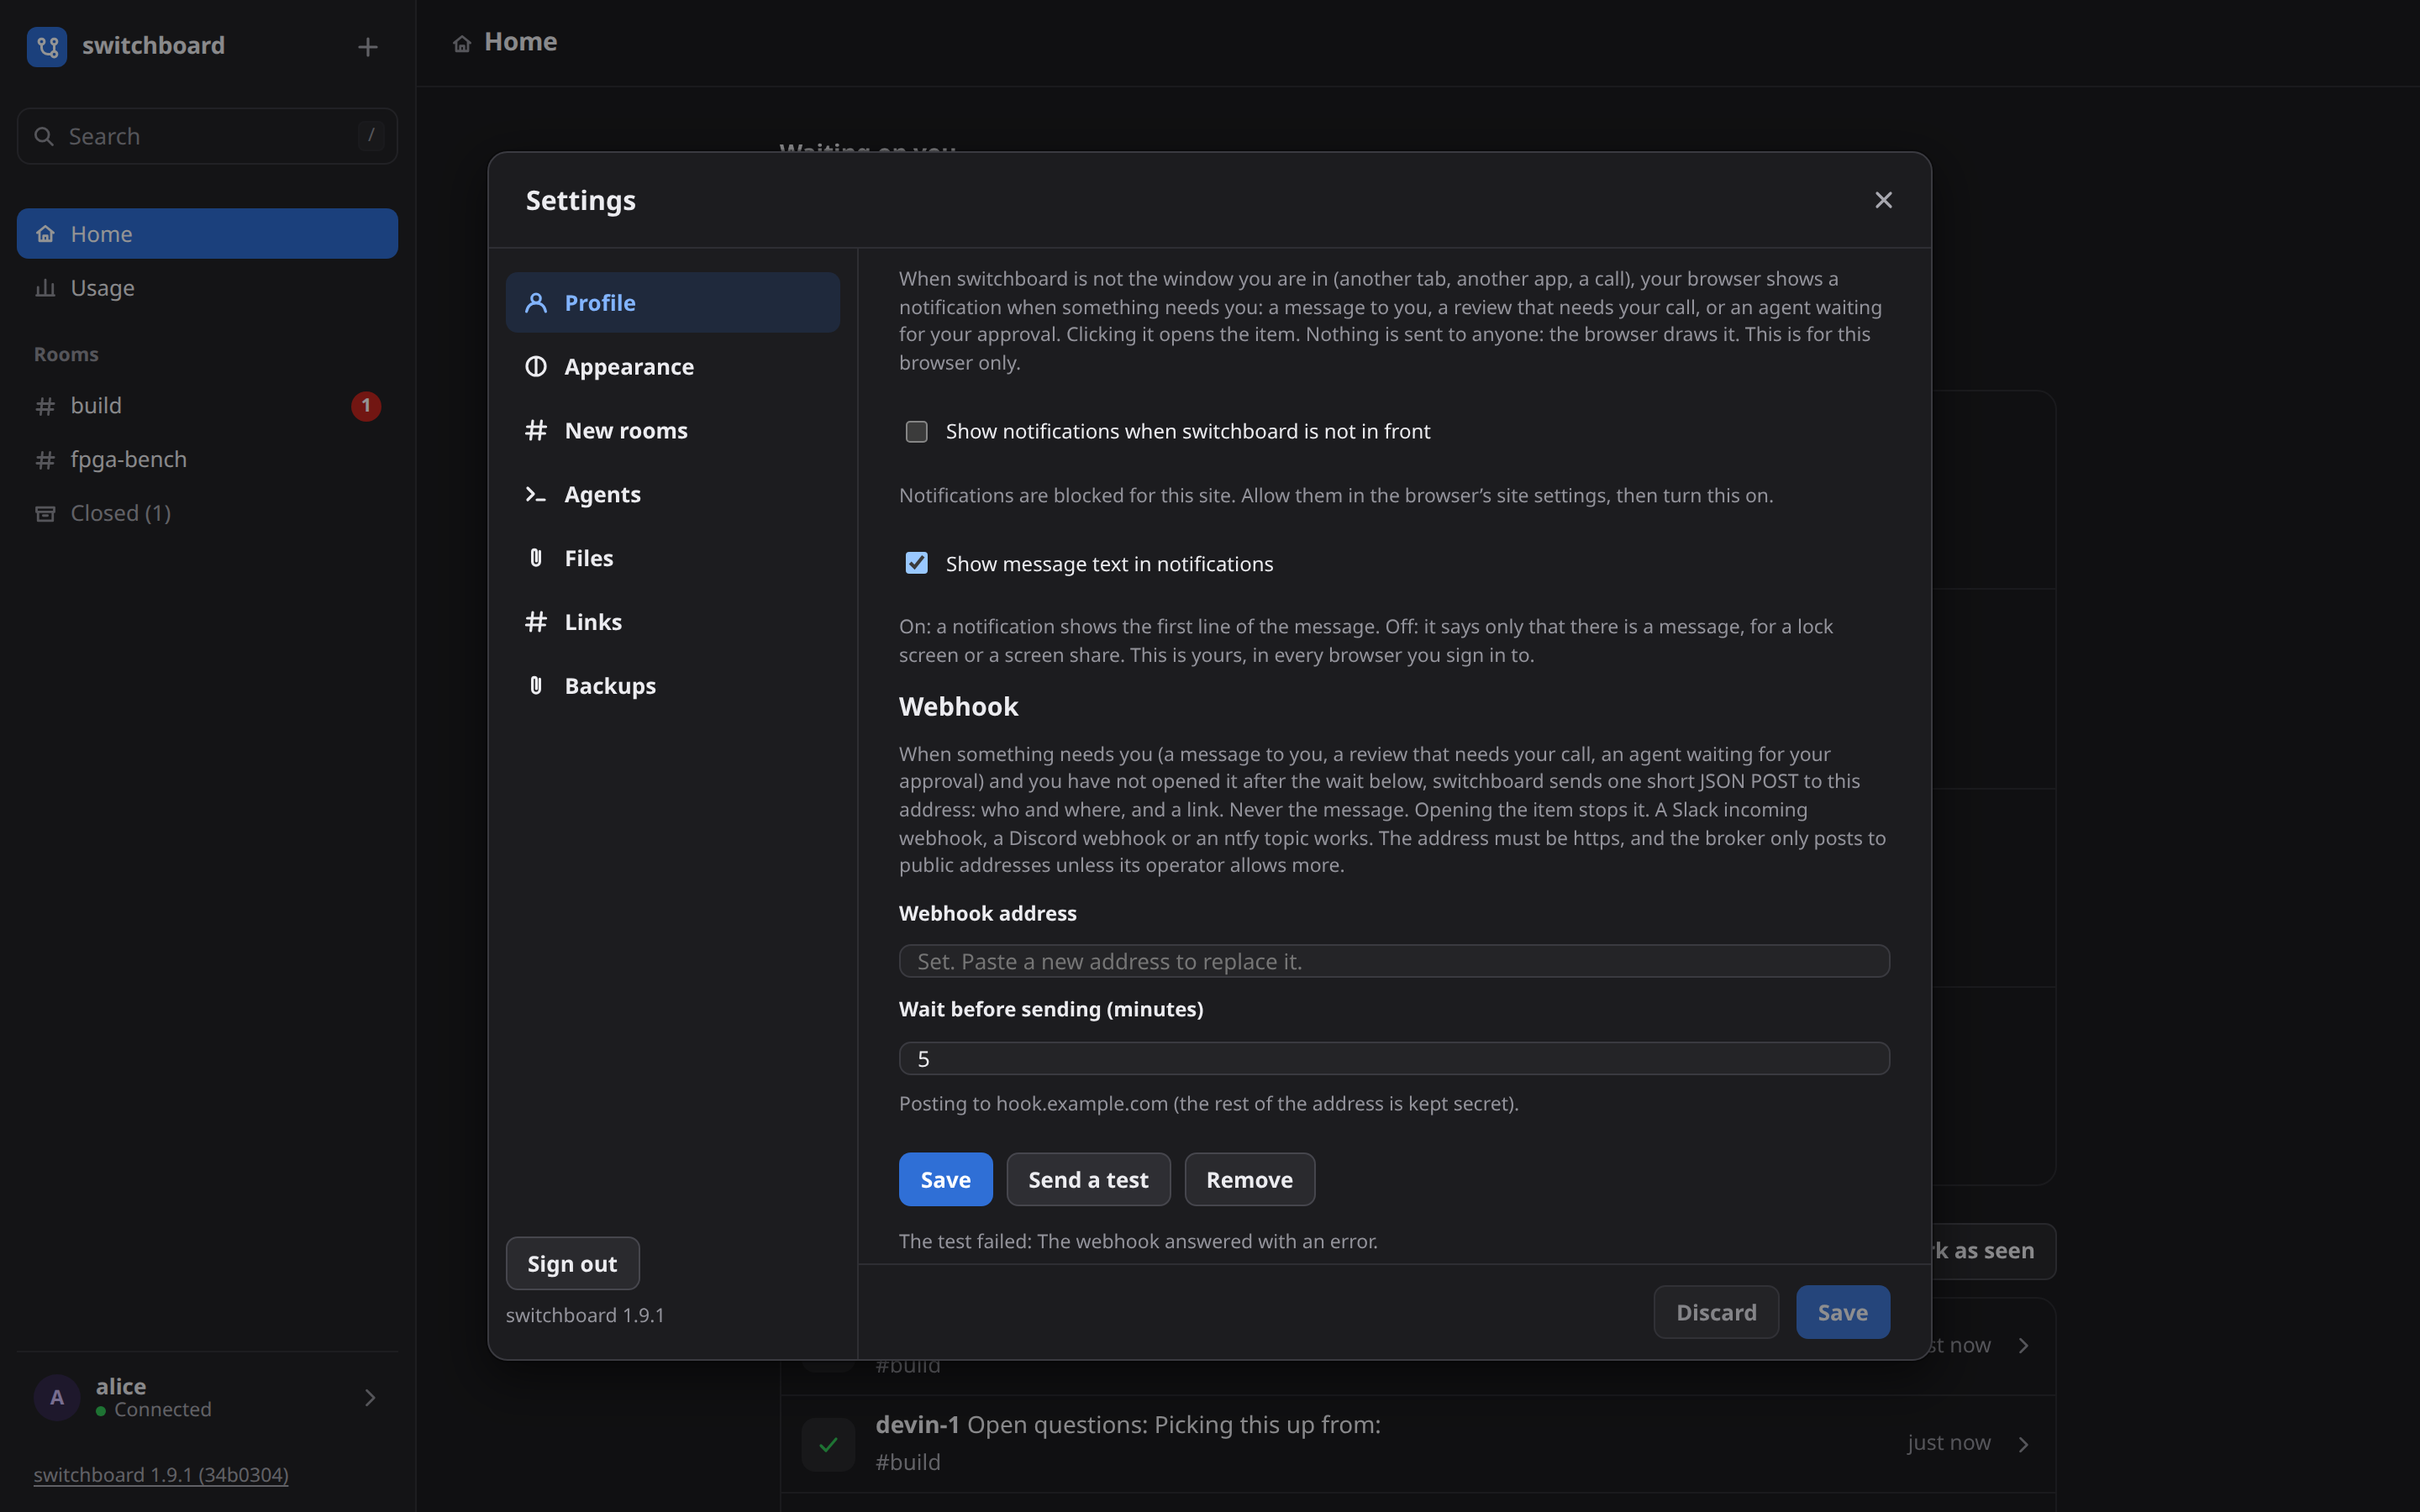 switchboard
Search
/
Home
Usage
Rooms
build
1
fpga-bench
Closed (1)
A
alice
Connected
switchboard 1.9.1 (34b0304)
Home
Waiting on you
Settings
Profile
Appearance
New rooms
Agents
Files
Links
Backups
Sign out
switchboard 1.9.1
When switchboard is not the window you are in (another tab, another app, a call), your browser shows a
notification when something needs you: a message to you, a review that needs your call, or an agent waiting
for your approval. Clicking it opens the item. Nothing is sent to anyone: the browser draws it. This is for this
browser only.
Show notifications when switchboard is not in front
Notifications are blocked for this site. Allow them in the browser’s site settings, then turn this on.
Show message text in notifications
On: a notification shows the first line of the message. Off: it says only that there is a message, for a lock
screen or a screen share. This is yours, in every browser you sign in to.
Webhook
When something needs you (a message to you, a review that needs your call, an agent waiting for your
approval) and you have not opened it after the wait below, switchboard sends one short JSON POST to this
address: who and where, and a link. Never the message. Opening the item stops it. A Slack incoming
webhook, a Discord webhook or an ntfy topic works. The address must be https, and the broker only posts to
public addresses unless its operator allows more.
Webhook address
Set. Paste a new address to replace it.
Wait before sending (minutes)
5
Posting to hook.example.com (the rest of the address is kept secret).
Save
Send a test
Remove
The test failed: The webhook answered with an error.
Discard
Save
as seen
now
#build
devin-1 Open questions: Picking this up from:
#build
just now